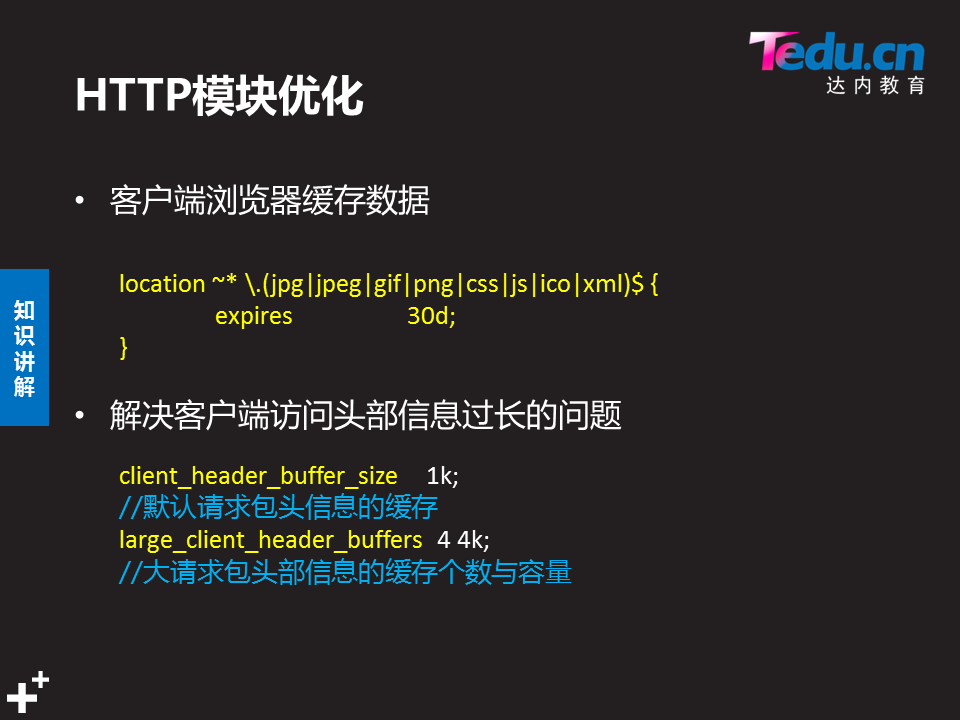 Tedu.cn
达内教育
HTTP模块优化
• 客户端浏览器缓存数据
location ~* \.(jpg|jpeg|gif|png|css|js|ico|xml)$ {
expires 30d;
}
知识讲解
• 解决客户端访问头部信息过长的问题
client_header_buffer_size 1k;
//默认请求包头信息的缓存
large_client_header_buffers 4 4k;
//大请求包头部信息的缓存个数与容量